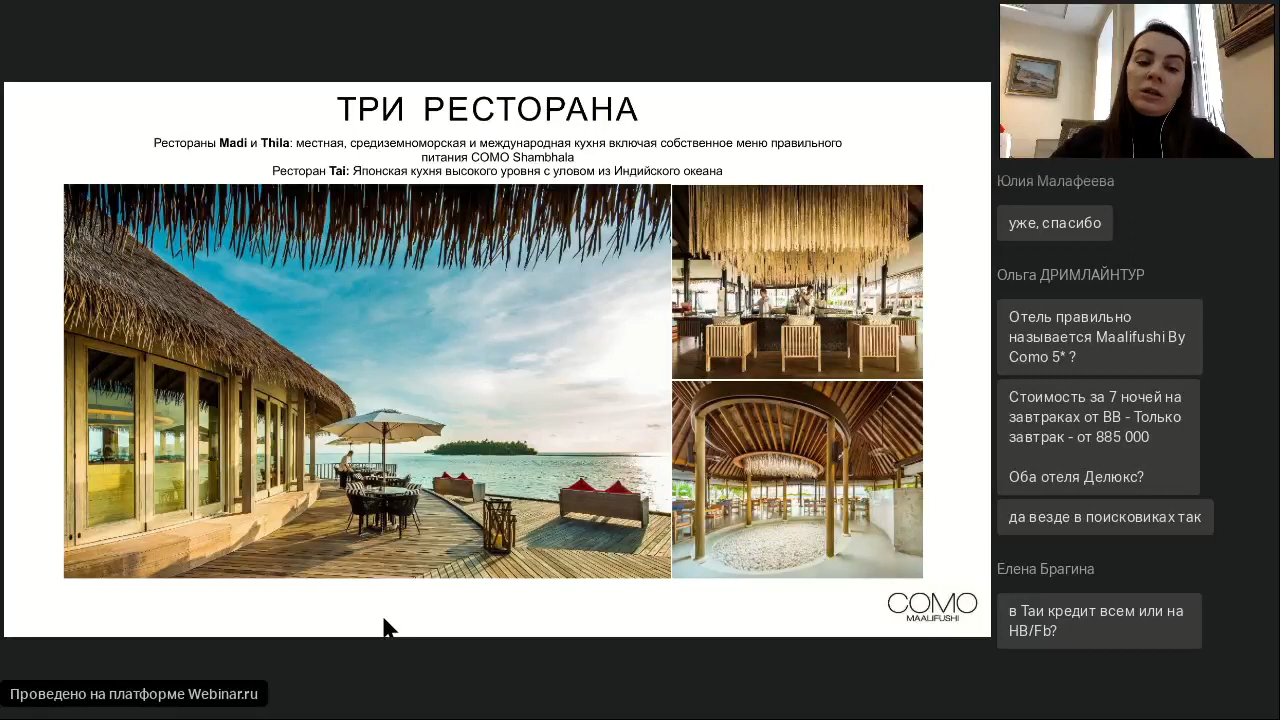 ТРИ РЕСТОРАНА
Рестораны Madi и Thila: местная, средиземноморская и международная кухня включая собственное меню правильного
питания COMO Shambhala
Ресторан Tai: Японская кухня высокого уровня с уловом из Индийского океана
COMO
MAALIFUSHI
Проведено на платформе Webinar.ru
Юлия Малафеева
уже, спасибо
Ольга ДРИМЛАЙНТУР
Отель правильно
называется Maalifushi By
Como 5* ?
Стоимость за 7 ночей на
завтраках от BB - Только
завтрак - от 885 000
Оба отеля Делюкс?
да везде в поисковиках так
Елена Брагина
в Таи кредит всем или на
HB/Fb?